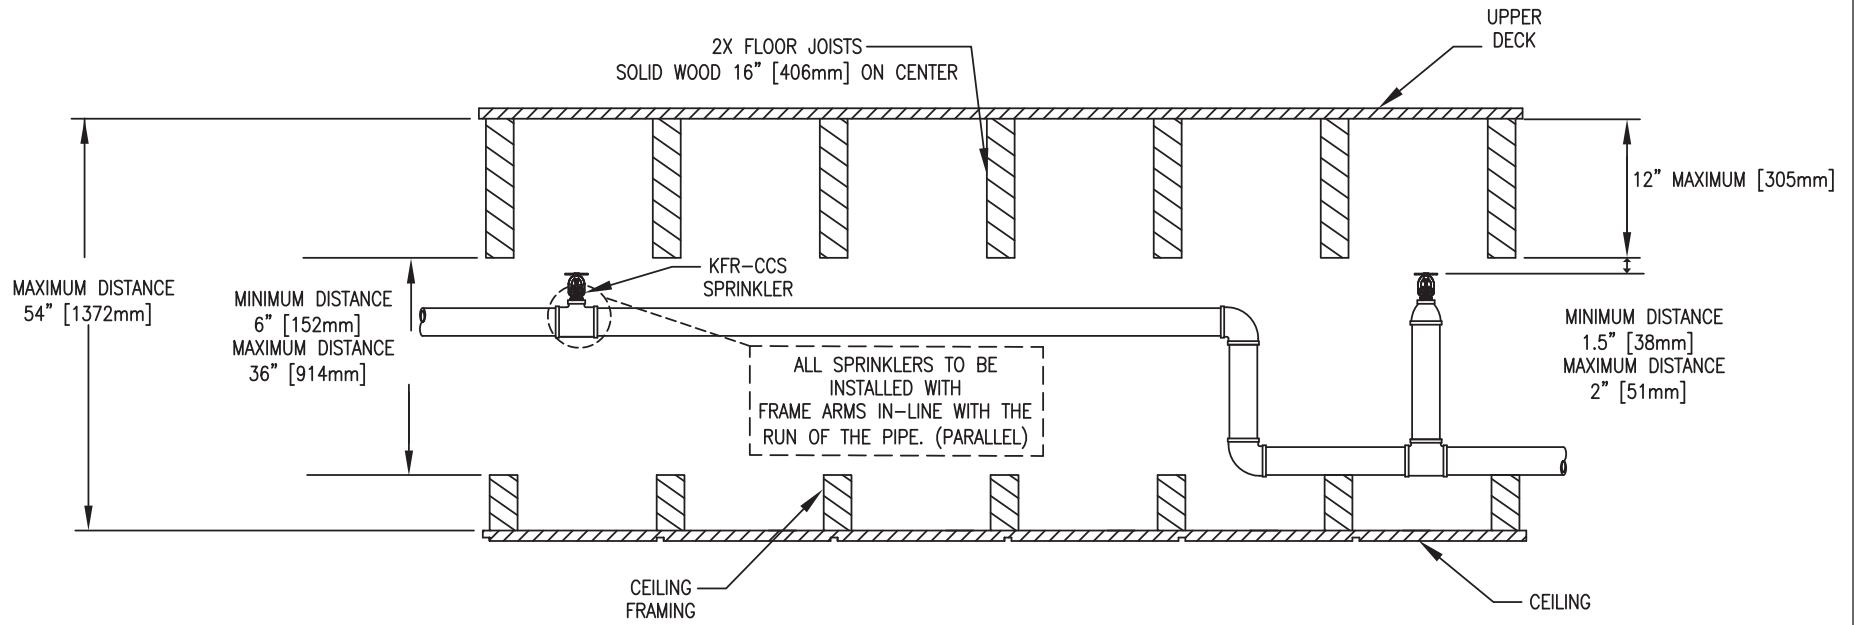 UPPER
DECK
2X FLOOR JOISTS
SOLID WOOD 16” [406mm] ON CENTER
12” MAXIMUM [305mm]
MAXIMUM DISTANCE
54” [1372mm]
MINIMUM DISTANCE
6” [152mm]
MAXIMUM DISTANCE
36” [914mm]
KFR-CCS
SPRINKLER
MINIMUM DISTANCE
1.5” [38mm]
MAXIMUM DISTANCE
2” [51mm]
ALL SPRINKLERS TO BE
INSTALLED WITH
FRAME ARMS IN-LINE WITH THE
RUN OF THE PIPE. (PARALLEL)
CEILING
FRAMING
CEILING